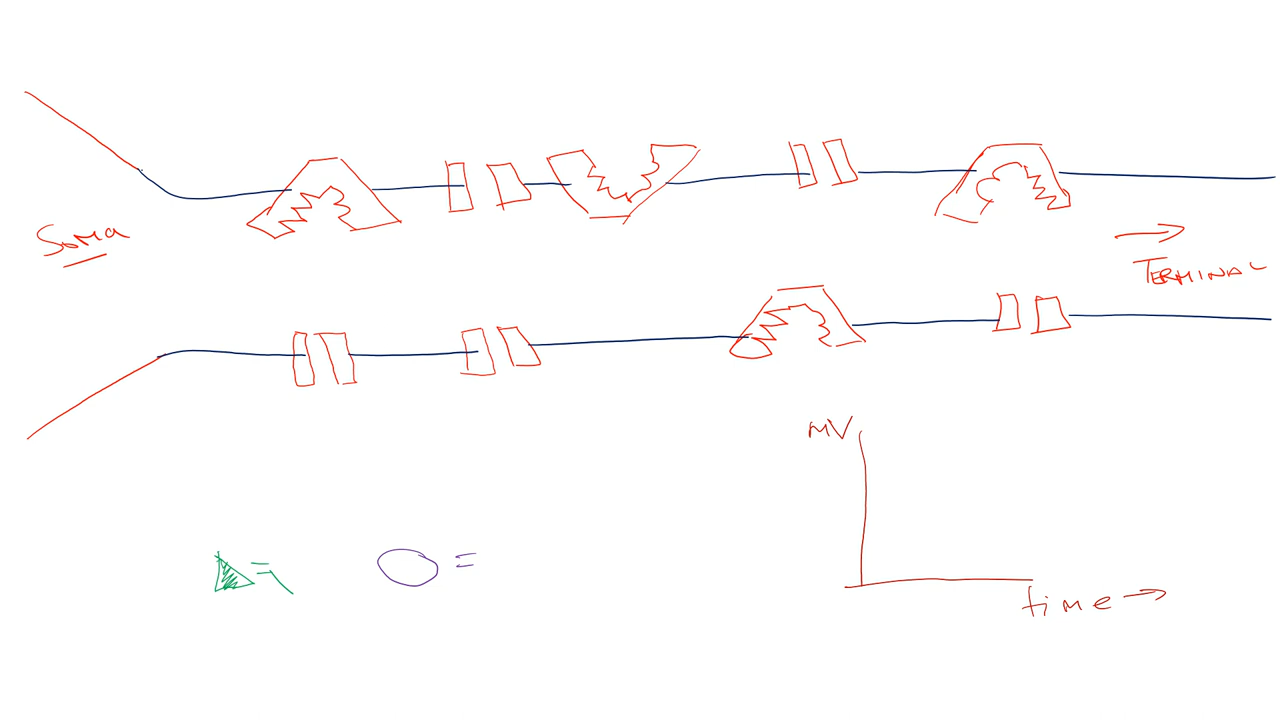 Soma
TERMINAL
MV
=
=
time →